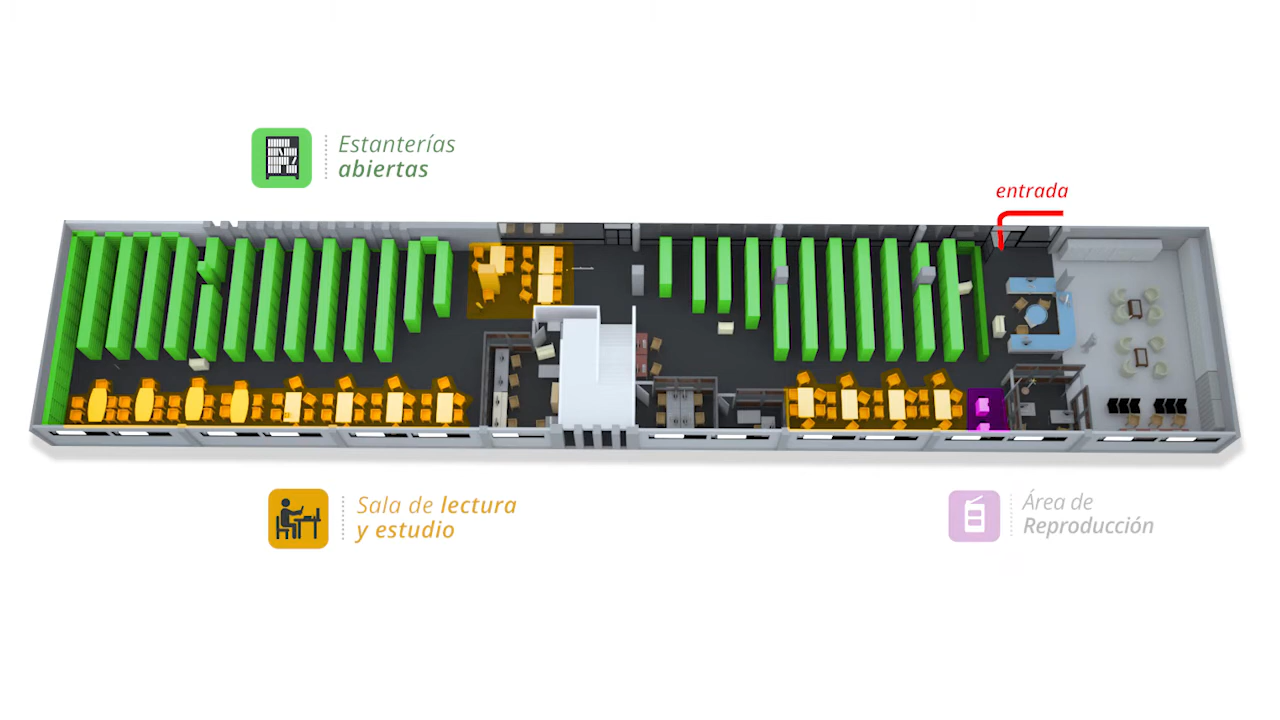 Estanterías
abiertas
entrada
Sala de lectura
y estudio
Área de
Reproducción